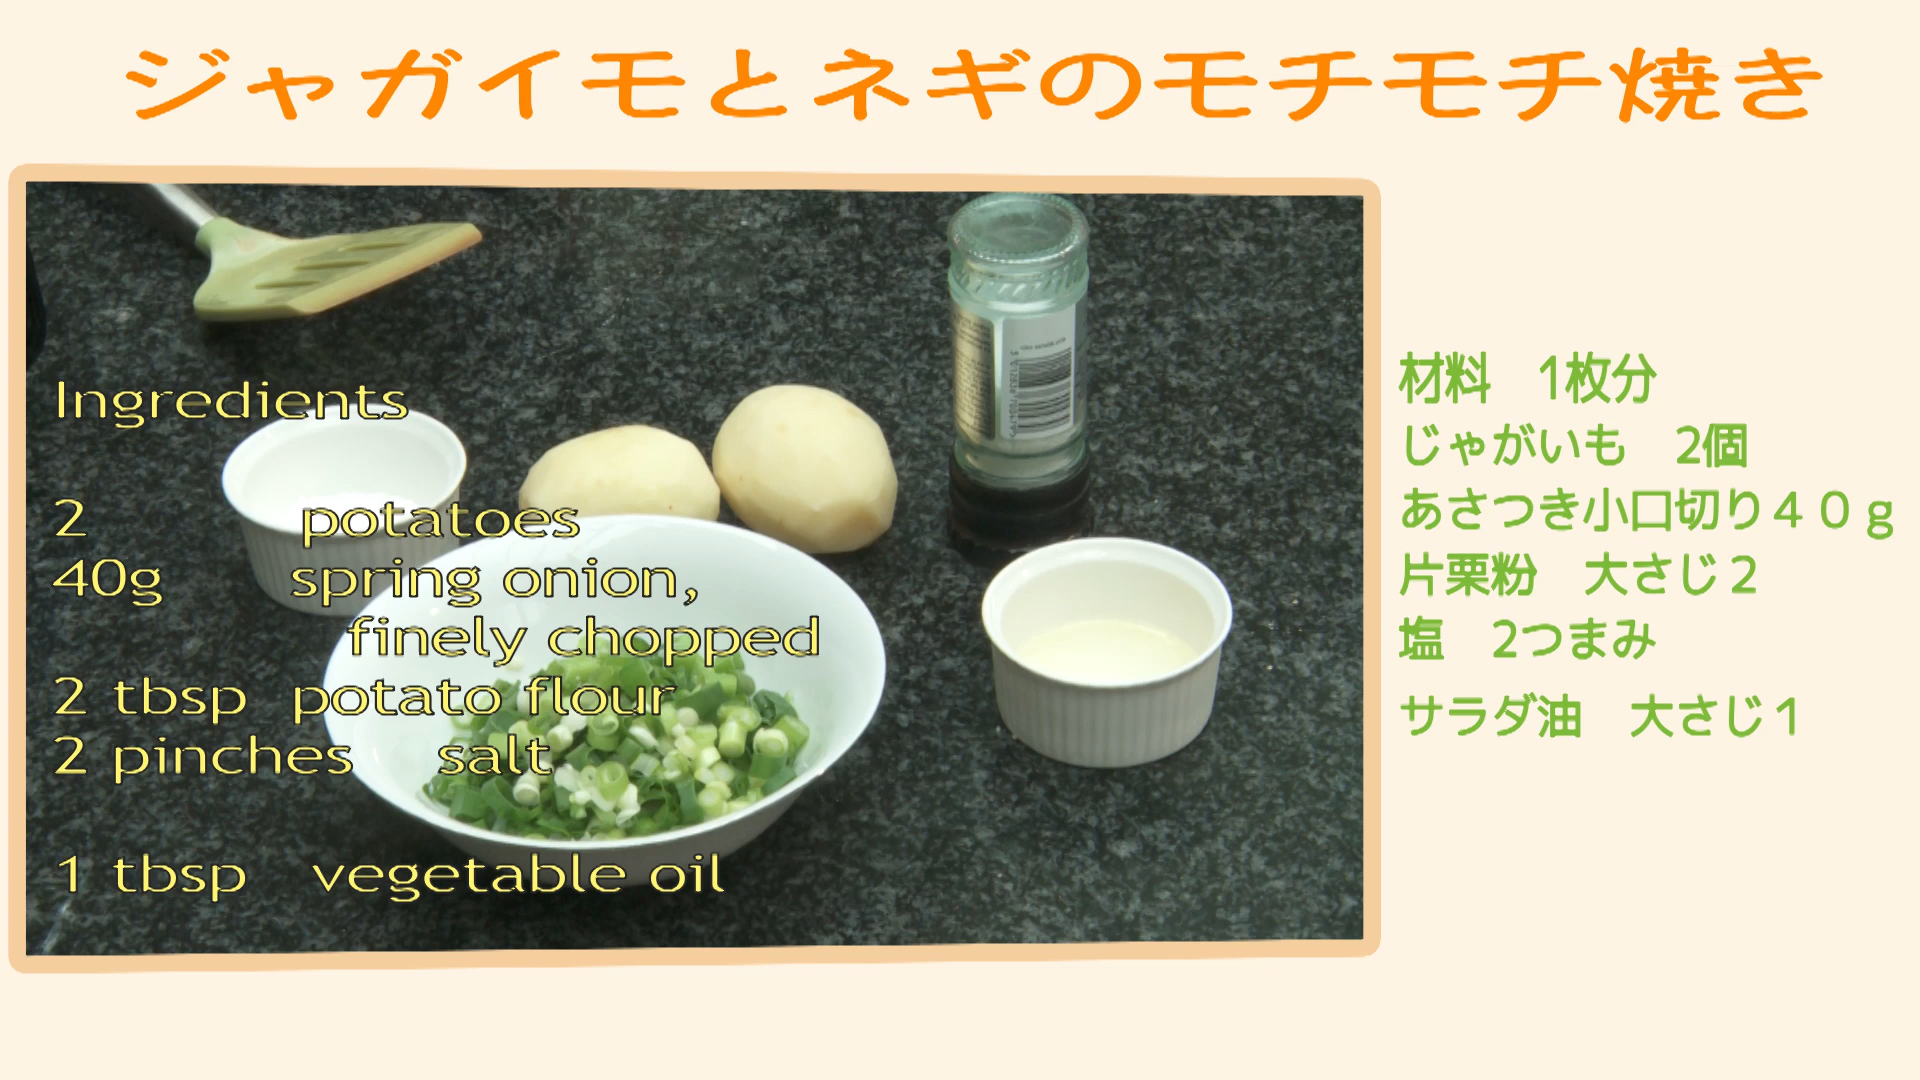 ジャガイモとネギのモチモチ焼き
Ingredients
2 potatoes
40g spring onion,
finely chopped
2 tbsp potato flour
2 pinches salt
1 tbsp vegetable oil
材料 1枚分
じゃがいも 2個
あさつき小口切り４０ｇ
片栗粉 大さじ２
塩 2つまみ
サラダ油 大さじ１